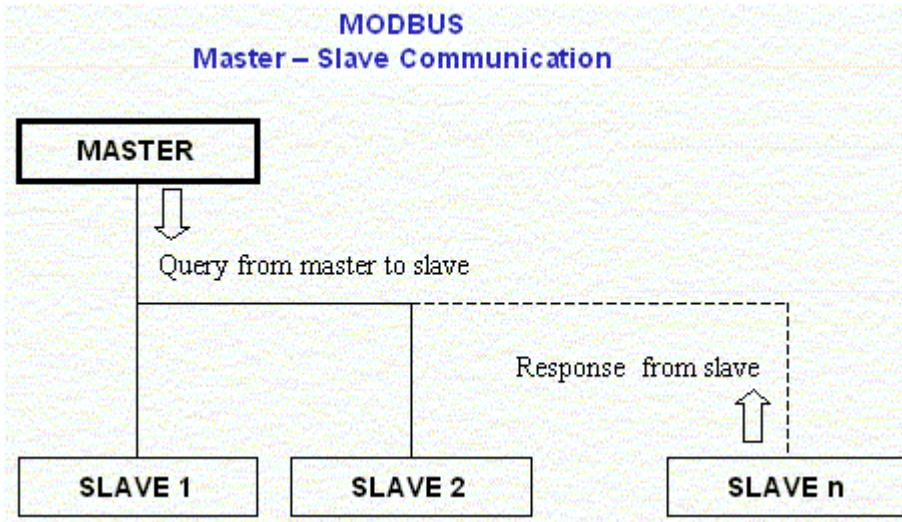 MODBUS
Master – Slave Communication
MASTER
Query from master to slave
Response from slave
SLAVE 1
SLAVE 2
SLAVE n